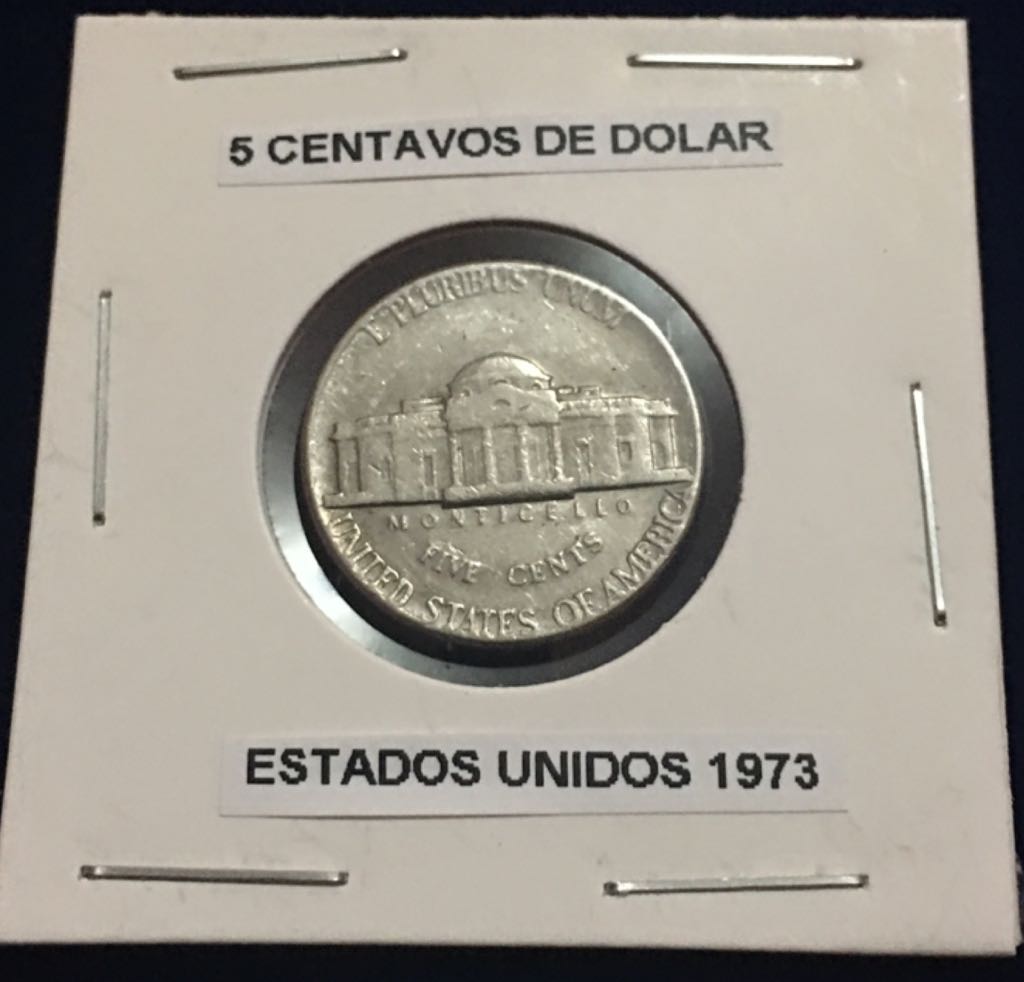 5 CENTAVOS DE DOLAR
E PLURIBUS UNUM
MONTICELLO
FIVE CENTS
UNITED STATES OF AMERICA
ESTADOS UNIDOS 1973